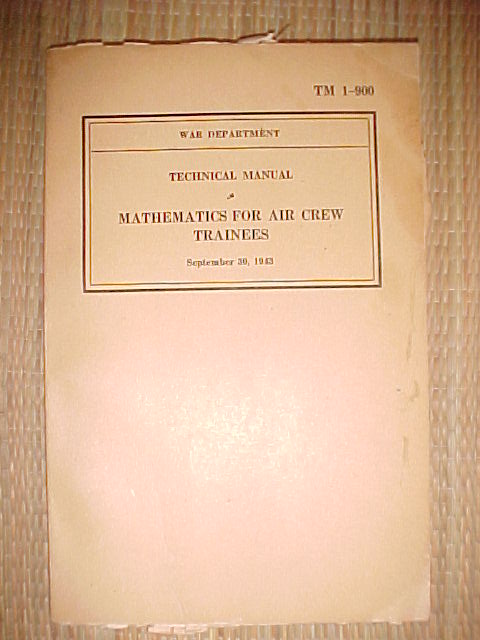 TM 1-900
WAR DEPARTMENT
TECHNICAL MANUAL
MATHEMATICS FOR AIR CREW
TRAINEES
September 30, 1943